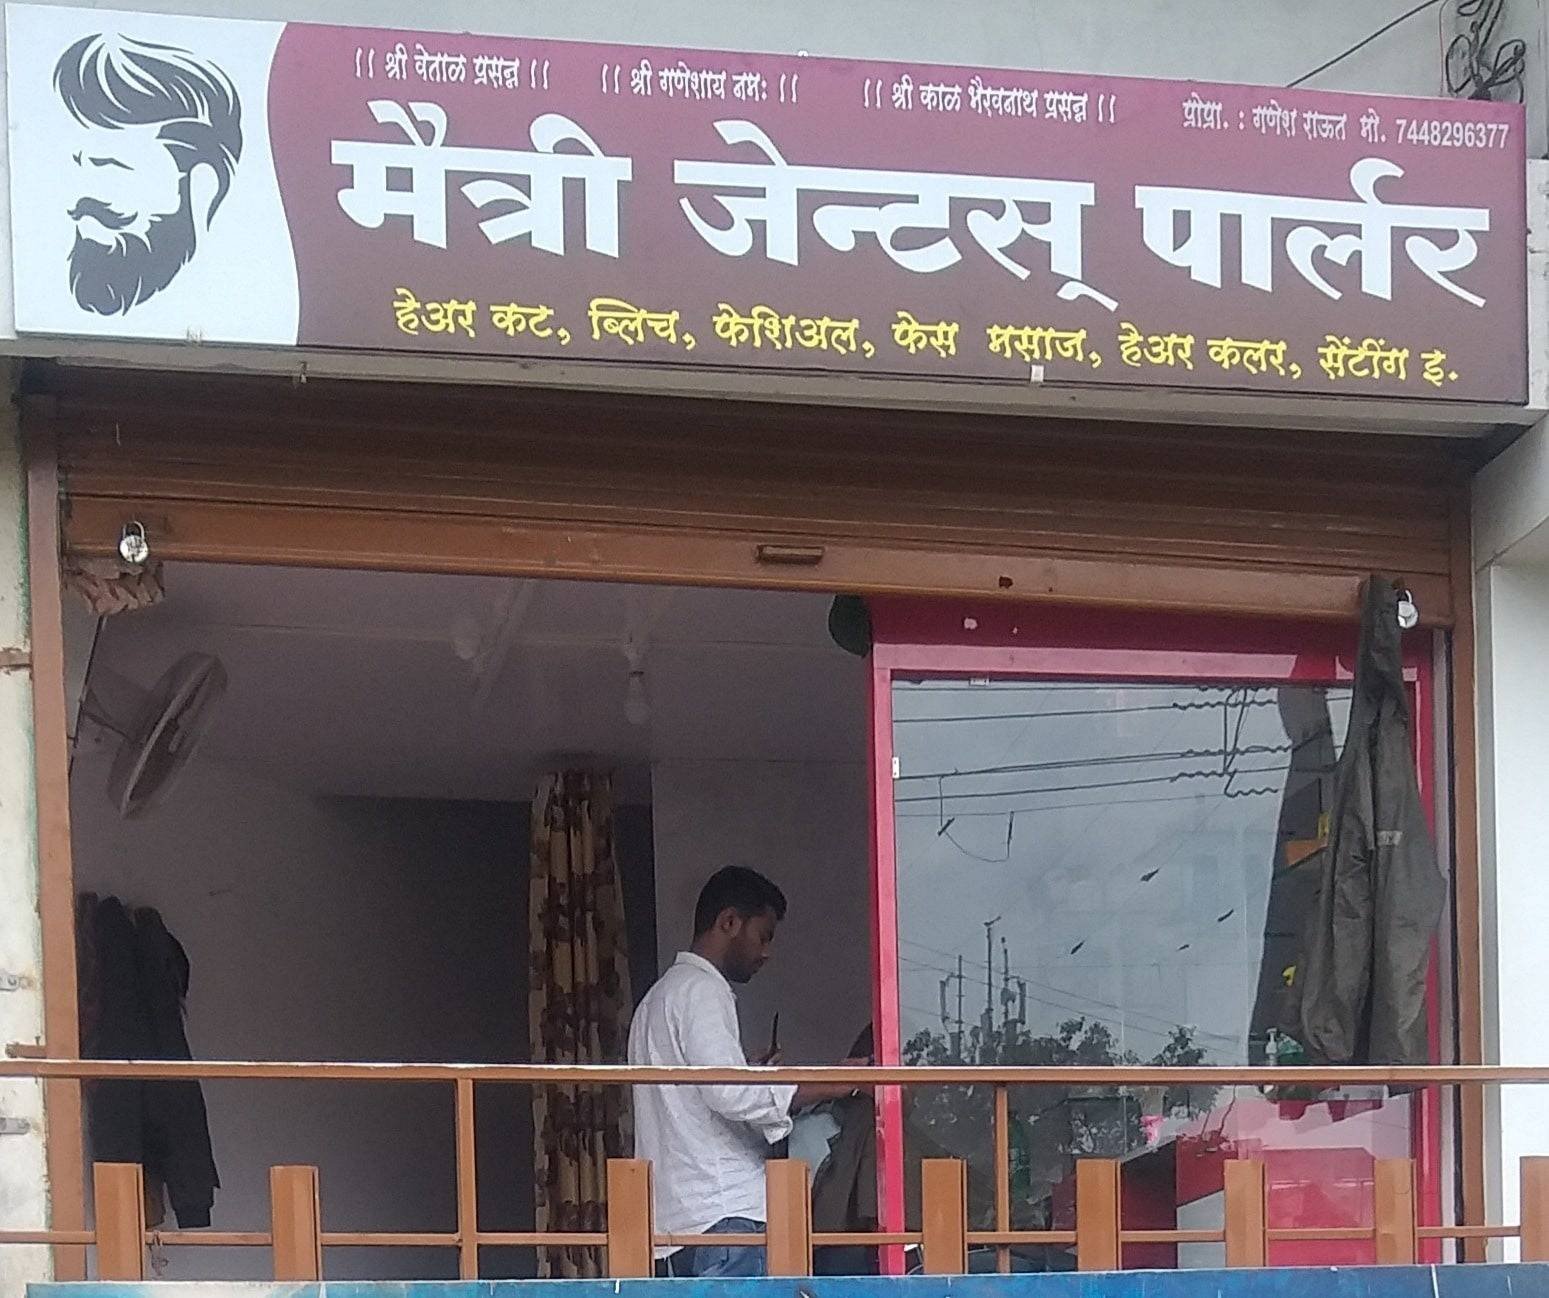 || श्री वेताळ प्रसन्न || || श्री गणेशाय नमः || || श्री काळ भैरवनाथ प्रसन्न || प्रोप्रा. : गणेश राऊत मो. 7448296377
मैत्री जेन्टस् पार्लर
हेअर कट, ब्लिच, फेशिअल, फेस मसाज, हेअर कलर, सेंटींग इ.